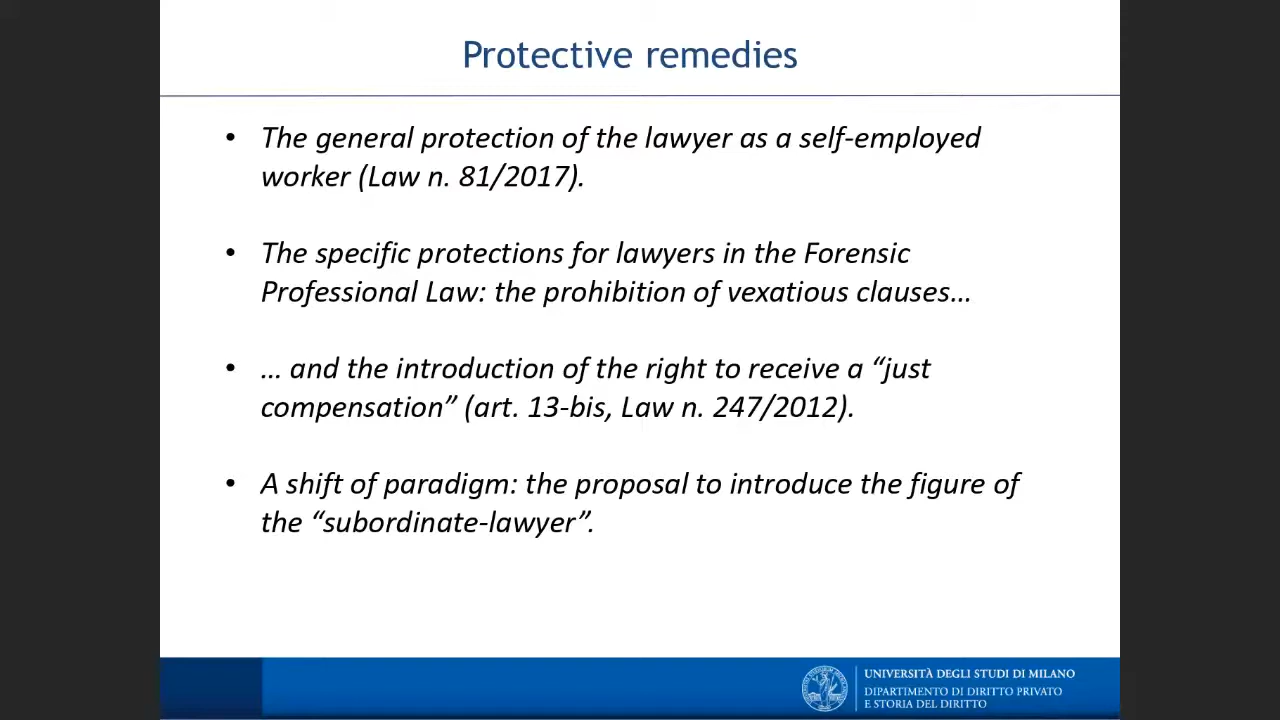 Protective remedies
• The general protection of the lawyer as a self-employed
worker (Law n. 81/2017).
• The specific protections for lawyers in the Forensic
Professional Law: the prohibition of vexatious clauses…
• … and the introduction of the right to receive a “just
compensation” (art. 13-bis, Law n. 247/2012).
• A shift of paradigm: the proposal to introduce the figure of
the “subordinate-lawyer”.
UNIVERSITÀ DEGLI STUDI DI MILANO
DIPARTIMENTO DI DIRITTO PRIVATO
E STORIA DEL DIRITTO